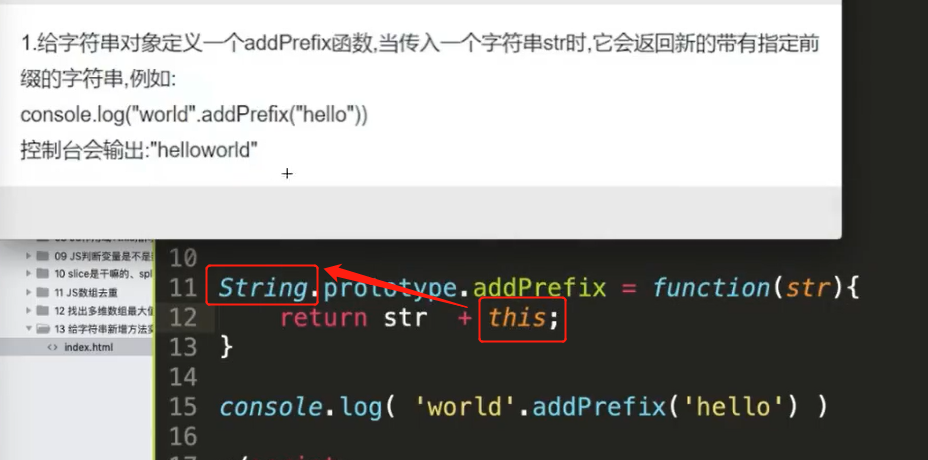 1.给字符串对象定义一个addPrefix函数,当传入一个字符串str时,它会返回新的带有指定前
缀的字符串,例如:
console.log("world".addPrefix("hello"))
控制台会输出:"helloworld"
09 JS判断变量是不是
10 slice是干嘛的、spl
11 JS数组去重
12 找出多维数组最大值
13 给字符串新增方法实
<> index.html
10
11 String.prototype.addPrefix = function(str){
12 return str + this;
13 }
14
15 console.log( 'world'.addPrefix('hello') )
16